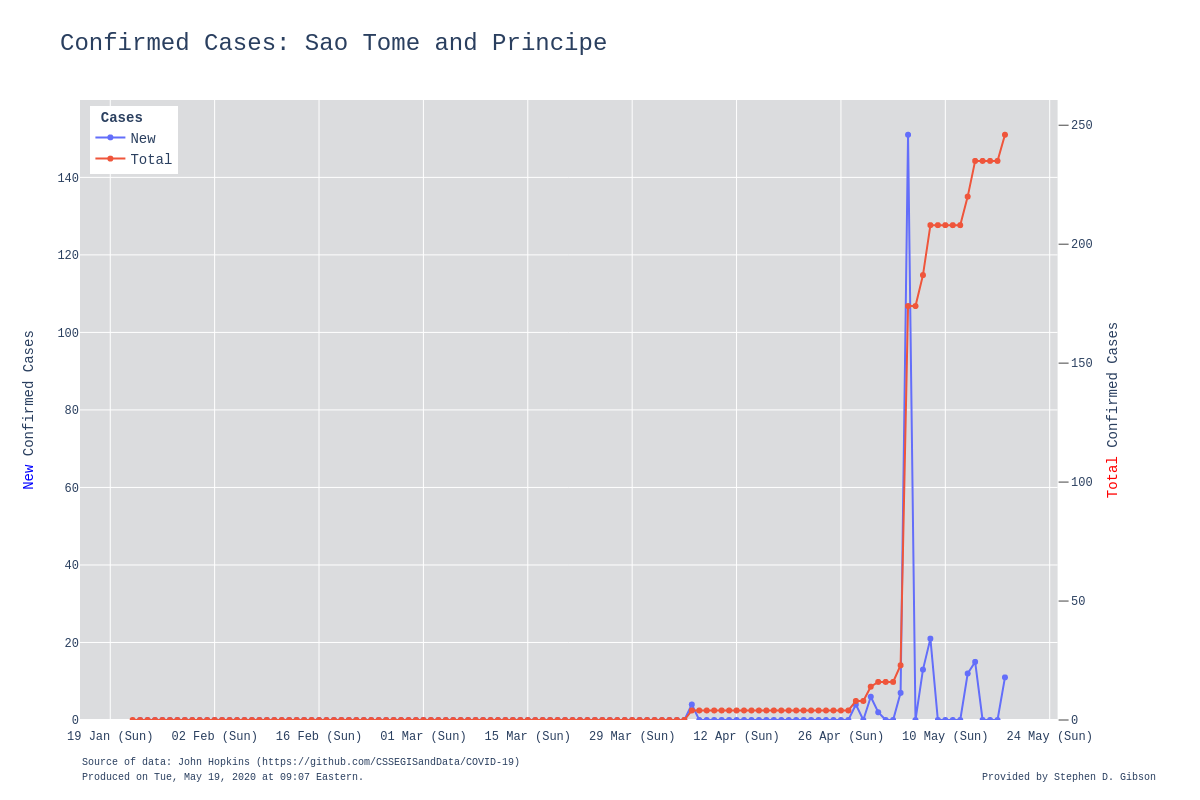 Confirmed Cases: Sao Tome and Principe
Cases
New
Total
140
120
100
80
60
40
20
0
250
200
150
100
50
0
New Confirmed Cases
Total Confirmed Cases
19 Jan (Sun) 02 Feb (Sun) 16 Feb (Sun) 01 Mar (Sun) 15 Mar (Sun) 29 Mar (Sun) 12 Apr (Sun) 26 Apr (Sun) 10 May (Sun) 24 May (Sun)
Source of data: John Hopkins (https://github.com/CSSEGISandData/COVID-19)
Produced on Tue, May 19, 2020 at 09:07 Eastern.
Provided by Stephen D. Gibson